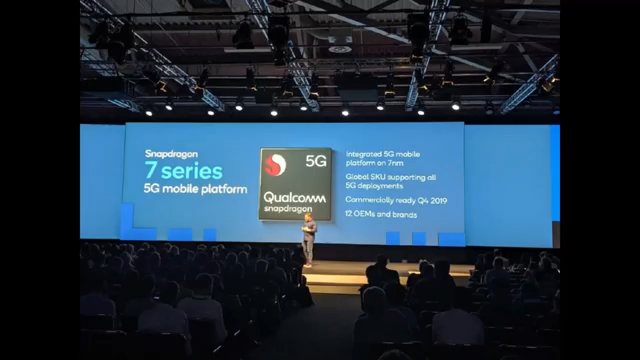 Snapdragon
7 series
5G mobile platform
5G
Qualcomm
snapdragon
Integrated 5G mobile
platform on 7nm
Global SKU supporting all
5G deployments
Commercially ready Q4 2019
12 OEMs and brands